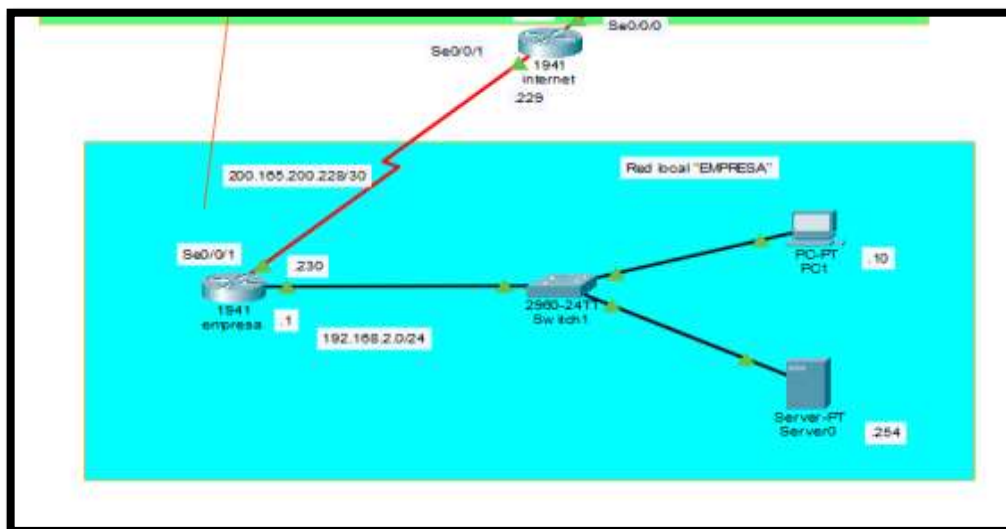 Se0/0/0
Se0/0/1
1941
internet
.229
200.165.200.228/30
Red local "EMPRESA"
Se0/0/1
.230
PC-PT
PC1
.10
1941
empresa
.1
2960-24TT
Switch1
192.168.2.0/24
Server-PT
Server0
.254